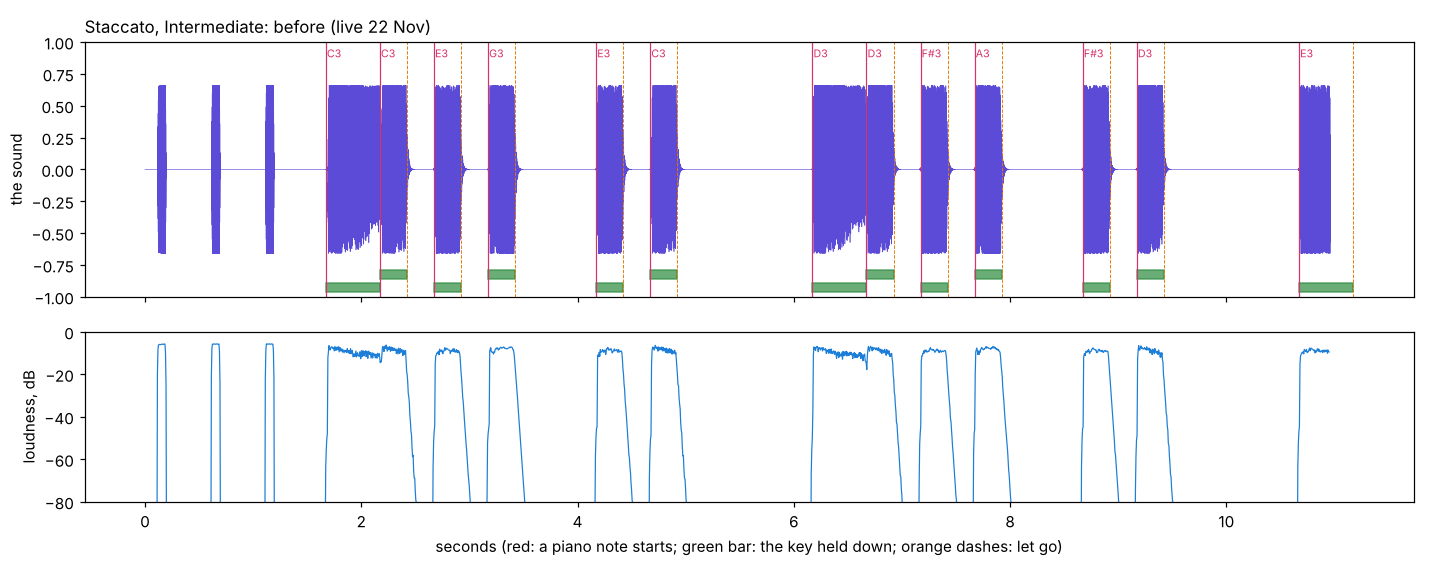 Staccato, Intermediate: before (live 22 Nov)
1.00
0.75
0.50
0.25
0.00
−0.25
−0.50
−0.75
−1.00
the sound
C3 C3 E3 G3 E3 C3 D3 D3 F#3 A3 F#3 D3 E3
0
−20
−40
−60
−80
loudness, dB
0 2 4 6 8 10
seconds (red: a piano note starts; green bar: the key held down; orange dashes: let go)